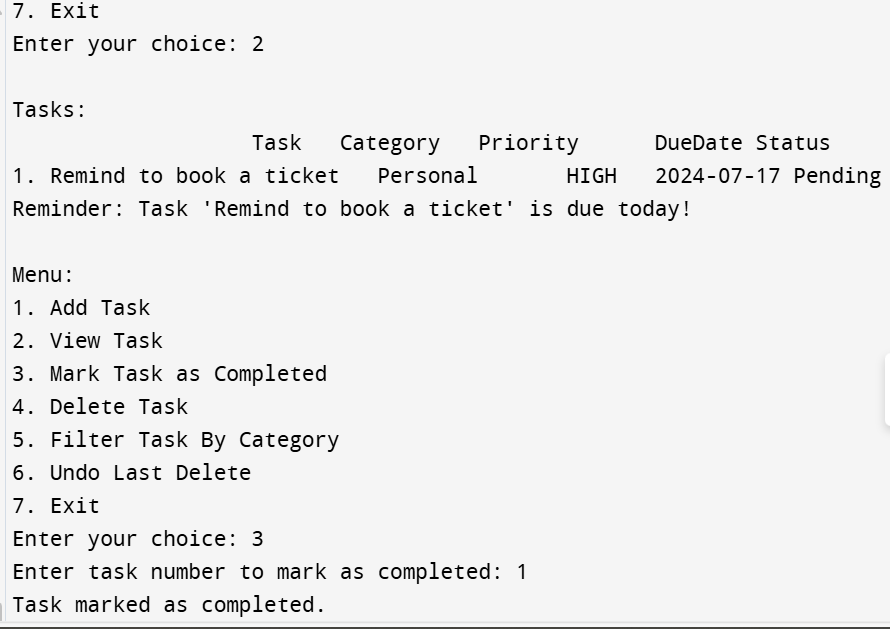 7. Exit
Enter your choice: 2
Tasks:
Task Category Priority DueDate Status
1. Remind to book a ticket Personal HIGH 2024-07-17 Pending
Reminder: Task 'Remind to book a ticket' is due today!
Menu:
1. Add Task
2. View Task
3. Mark Task as Completed
4. Delete Task
5. Filter Task By Category
6. Undo Last Delete
7. Exit
Enter your choice: 3
Enter task number to mark as completed: 1
Task marked as completed.